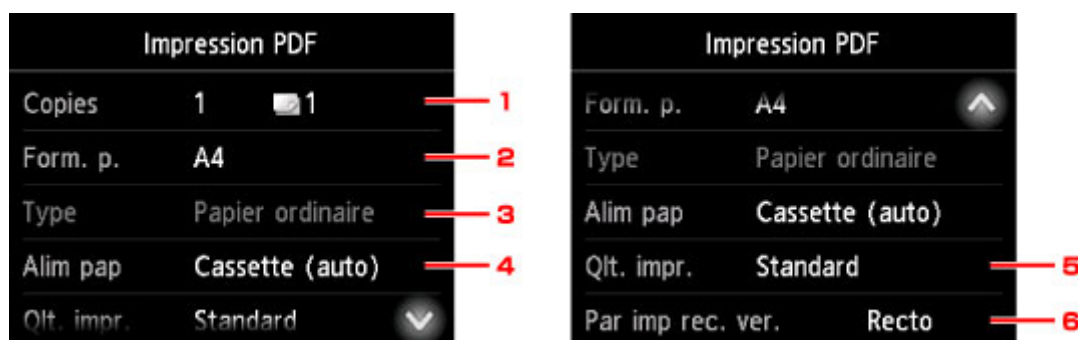 Impression PDF
Copies 1 1 1
Form. p. A4 2
Type Papier ordinaire 3
Alim pap Cassette (auto) 4
Qlt. impr. Standard
Impression PDF
Form. p. A4
Type Papier ordinaire
Alim pap Cassette (auto)
Qlt. impr. Standard 5
Par imp rec. ver. Recto 6